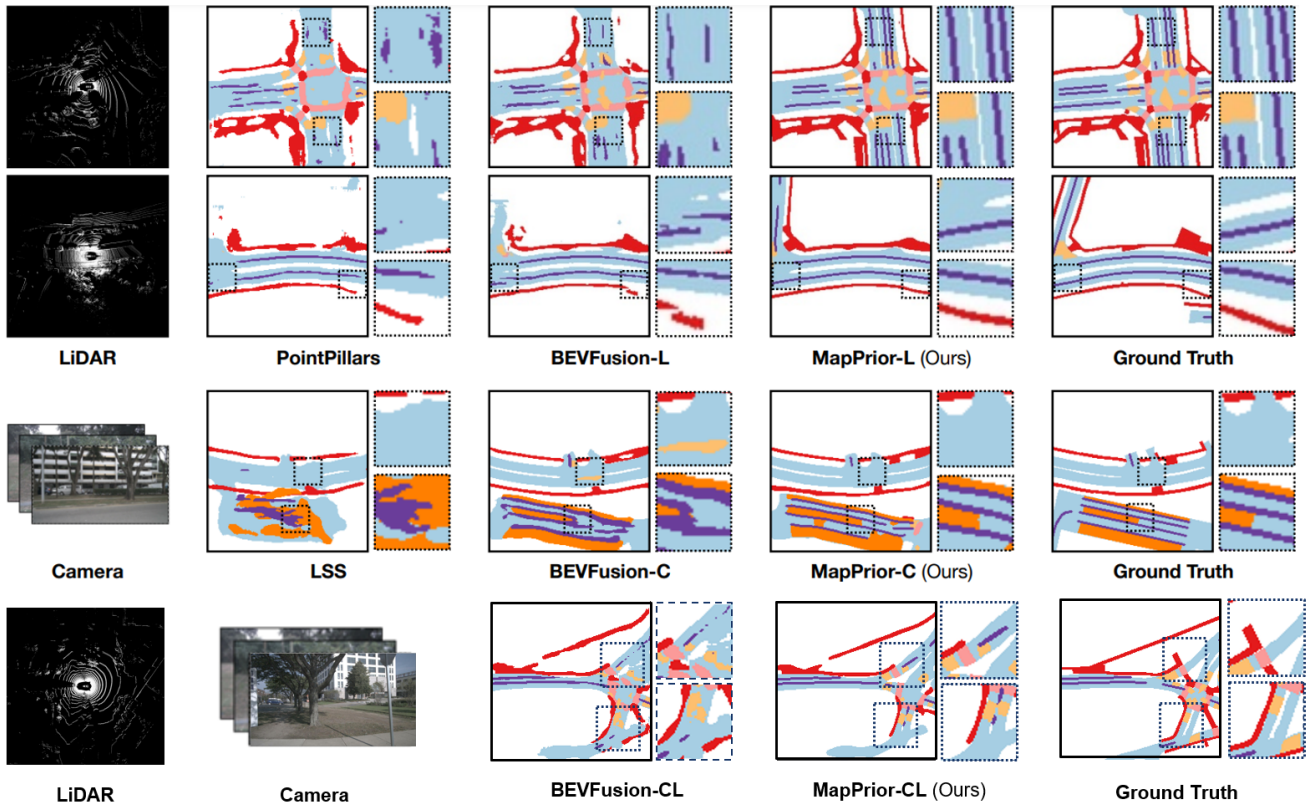 LiDAR PointPillars BEVFusion-L MapPrior-L (Ours) Ground Truth
Camera LSS BEVFusion-C MapPrior-C (Ours) Ground Truth
LiDAR Camera BEVFusion-CL MapPrior-CL (Ours) Ground Truth